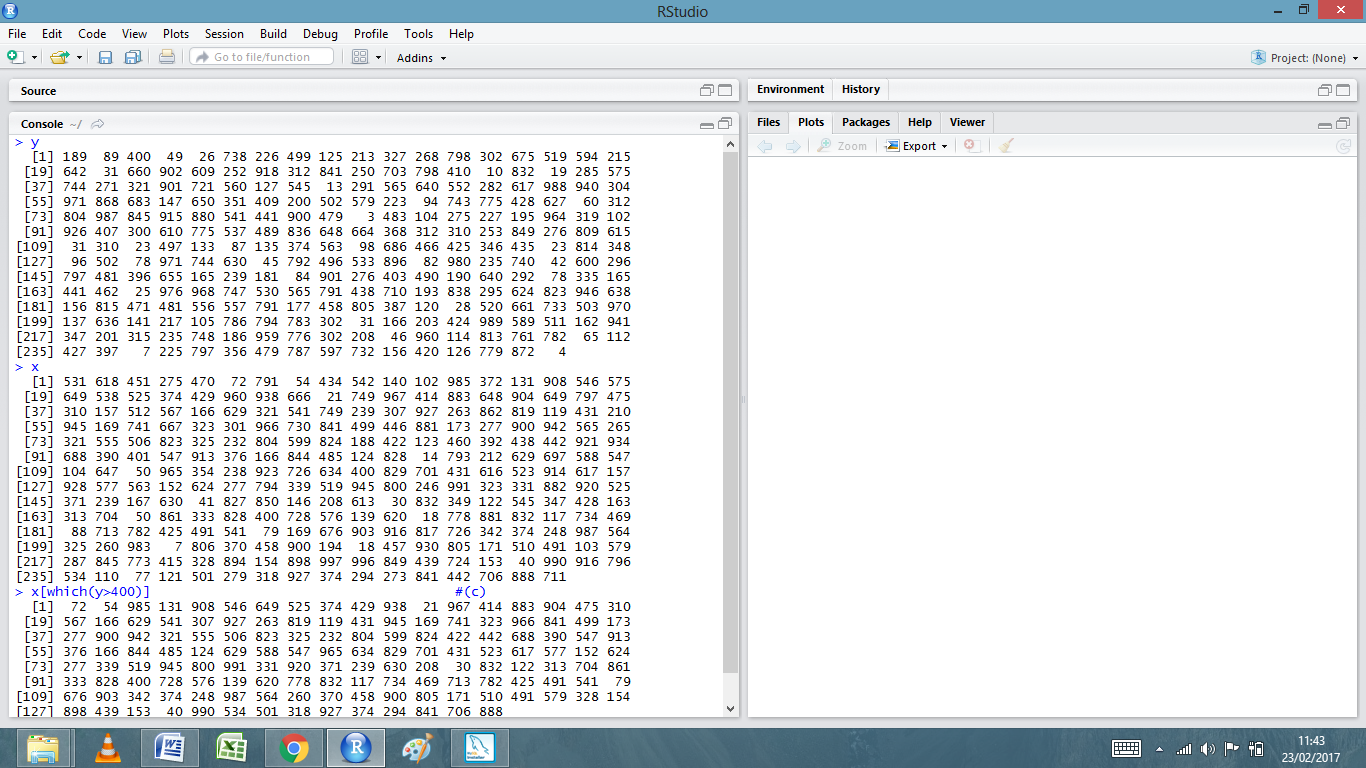 RStudio
File Edit Code View Plots Session Build Debug Profile Tools Help
Go to file/function Addins Project: (None)
Source
Console ~/
> y
[1] 189 89 400 49 26 738 226 499 125 213 327 268 798 302 675 519 594 215
[19] 642 31 660 902 609 252 918 312 841 250 703 798 410 10 832 19 285 575
[37] 744 271 321 901 721 560 127 545 13 291 565 640 552 282 617 988 940 304
[55] 971 868 683 147 650 351 409 200 502 579 223 94 743 775 428 627 60 312
[73] 804 987 845 915 880 541 441 900 479 3 483 104 275 227 195 964 319 102
[91] 926 407 300 610 775 537 489 836 648 664 368 312 310 253 849 276 809 615
[109] 31 310 23 497 133 87 135 374 563 98 686 466 425 346 435 23 814 348
[127] 96 502 78 971 744 630 45 792 496 533 896 82 980 235 740 42 600 296
[145] 797 481 396 655 165 239 181 84 901 276 403 490 190 640 292 78 335 165
[163] 441 462 25 976 968 747 530 565 791 438 710 193 838 295 624 823 946 638
[181] 156 815 471 481 556 557 791 177 458 805 387 120 28 520 661 733 503 970
[199] 137 636 141 217 105 786 794 783 302 31 166 203 424 989 589 511 162 941
[217] 347 201 315 235 748 186 959 776 302 208 46 960 114 813 761 782 65 112
[235] 427 397 7 225 797 356 479 787 597 732 156 420 126 779 872 4
> x
[1] 531 618 451 275 470 72 791 54 434 542 140 102 985 372 131 908 546 575
[19] 649 538 525 374 429 960 938 666 21 749 967 414 883 648 904 649 797 475
[37] 310 157 512 567 166 629 321 541 749 239 307 927 263 862 819 119 431 210
[55] 945 169 741 667 323 301 966 730 841 499 446 881 173 277 900 942 565 265
[73] 321 555 506 823 325 232 804 599 824 188 422 123 460 392 438 442 921 934
[91] 688 390 401 547 913 376 166 844 485 124 828 14 793 212 629 697 588 547
[109] 104 647 50 965 354 238 923 726 634 400 829 701 431 616 523 914 617 157
[127] 928 577 563 152 624 277 794 339 519 945 800 246 991 323 331 882 920 525
[145] 371 239 167 630 41 827 850 146 208 613 30 832 349 122 545 347 428 163
[163] 313 704 50 861 333 828 400 728 576 139 620 18 778 881 832 117 734 469
[181] 88 713 782 425 491 541 79 169 676 903 916 817 726 342 374 248 987 564
[199] 325 260 983 7 806 370 458 900 194 18 457 930 805 171 510 491 103 579
[217] 287 845 773 415 328 894 154 898 997 996 849 439 724 153 40 990 916 796
[235] 534 110 77 121 501 279 318 927 374 294 273 841 442 706 888 711
> x[which(y>400)] #(c)
[1] 72 54 985 131 908 546 649 525 374 429 938 21 967 414 883 904 475 310
[19] 567 166 629 541 307 927 263 819 119 431 945 169 741 323 966 841 499 173
[37] 277 900 942 321 555 506 823 325 232 804 599 824 422 442 688 390 547 913
[55] 376 166 844 485 124 629 588 547 965 634 829 701 431 523 617 577 152 624
[73] 277 339 519 945 800 991 331 920 371 239 630 208 30 832 122 313 704 861
[91] 333 828 400 728 576 139 620 778 832 117 734 469 713 782 425 491 541 79
[109] 676 903 342 374 248 987 564 260 370 458 900 805 171 510 491 579 328 154
[127] 898 439 153 40 990 534 501 318 927 374 294 841 706 888
Environment History
Files Plots Packages Help Viewer
Zoom Export
11:43
23/02/2017